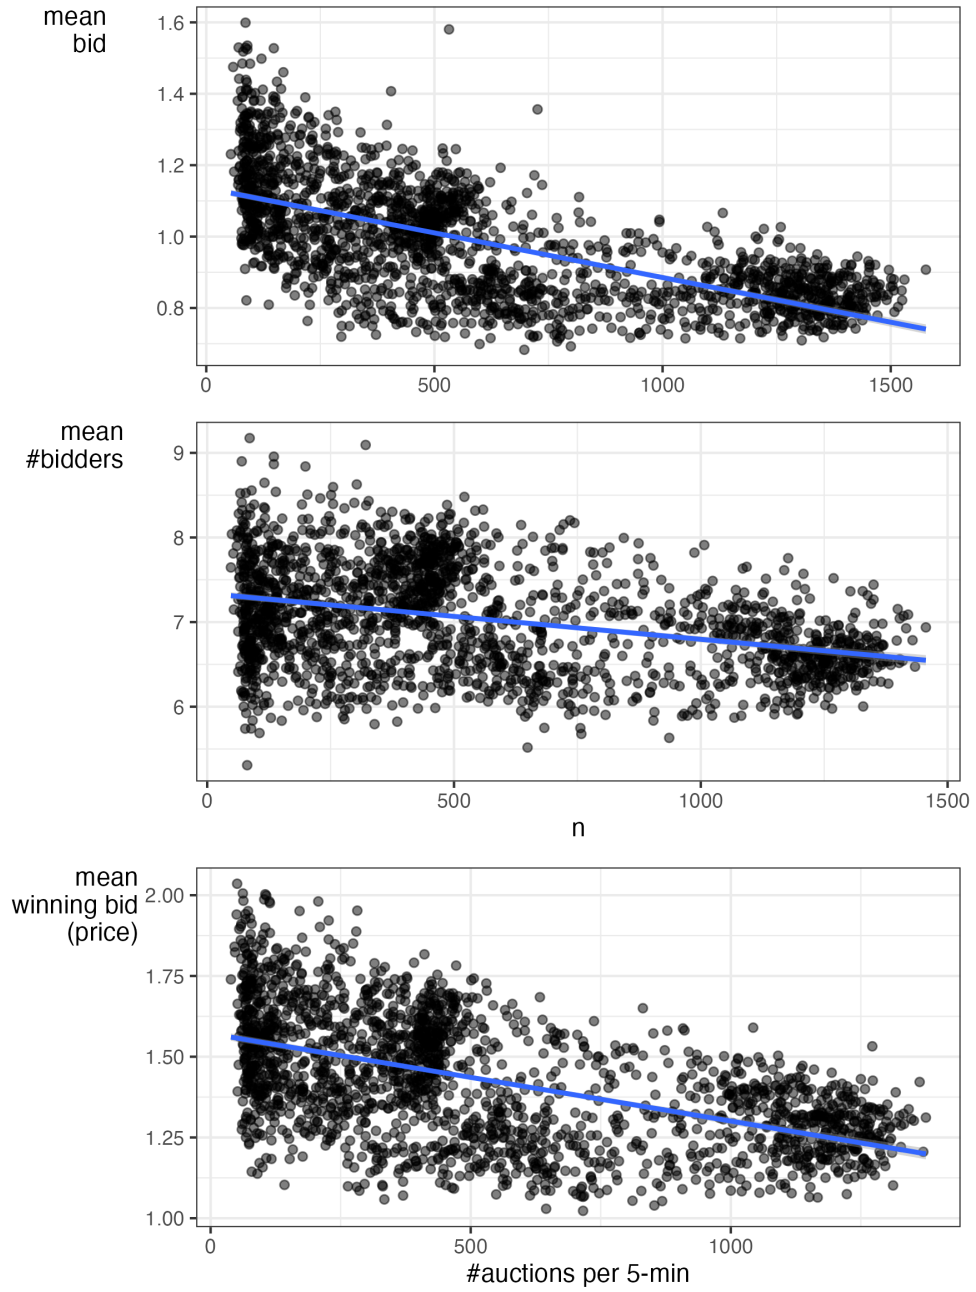 mean
bid
1.6
1.4
1.2
1.0
0.8
0 500 1000 1500
mean
#bidders
9
8
7
6
0 500 1000 1500
n
mean
winning bid
(price)
2.00
1.75
1.50
1.25
1.00
0 500 1000
#auctions per 5-min